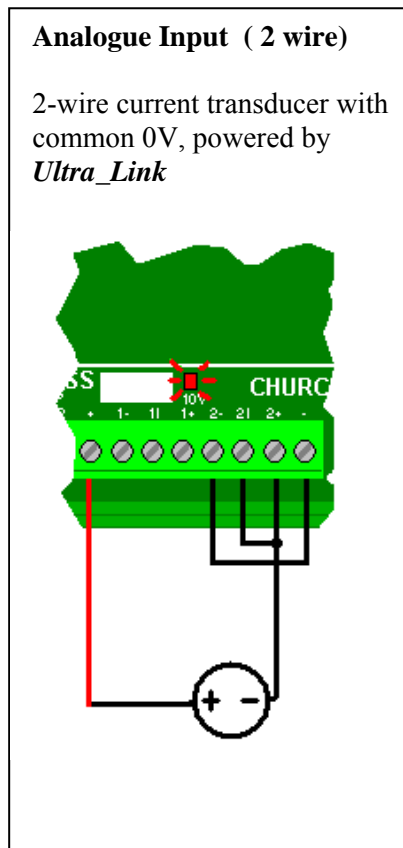 Analogue Input ( 2 wire)
2-wire current transducer with
common 0V, powered by
Ultra_Link
SS CHURC
10V
+ 1- 1I 1+ 2- 2I 2+ -
+ -